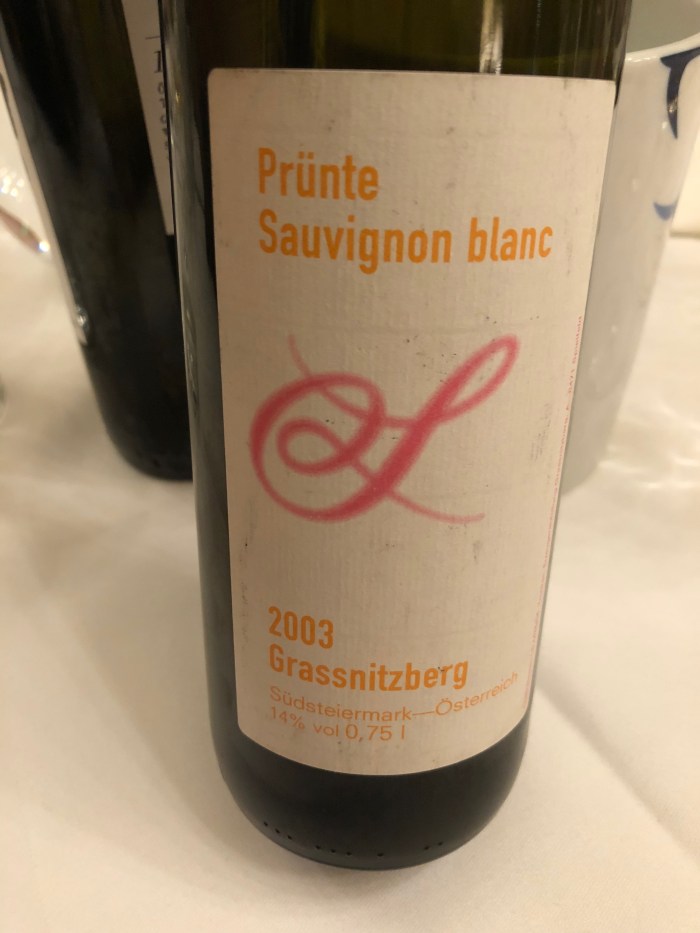 Prünte
Sauvignon blanc
2003
Grassnitzberg
Südsteiermark—Österreich
14% vol 0,75 l